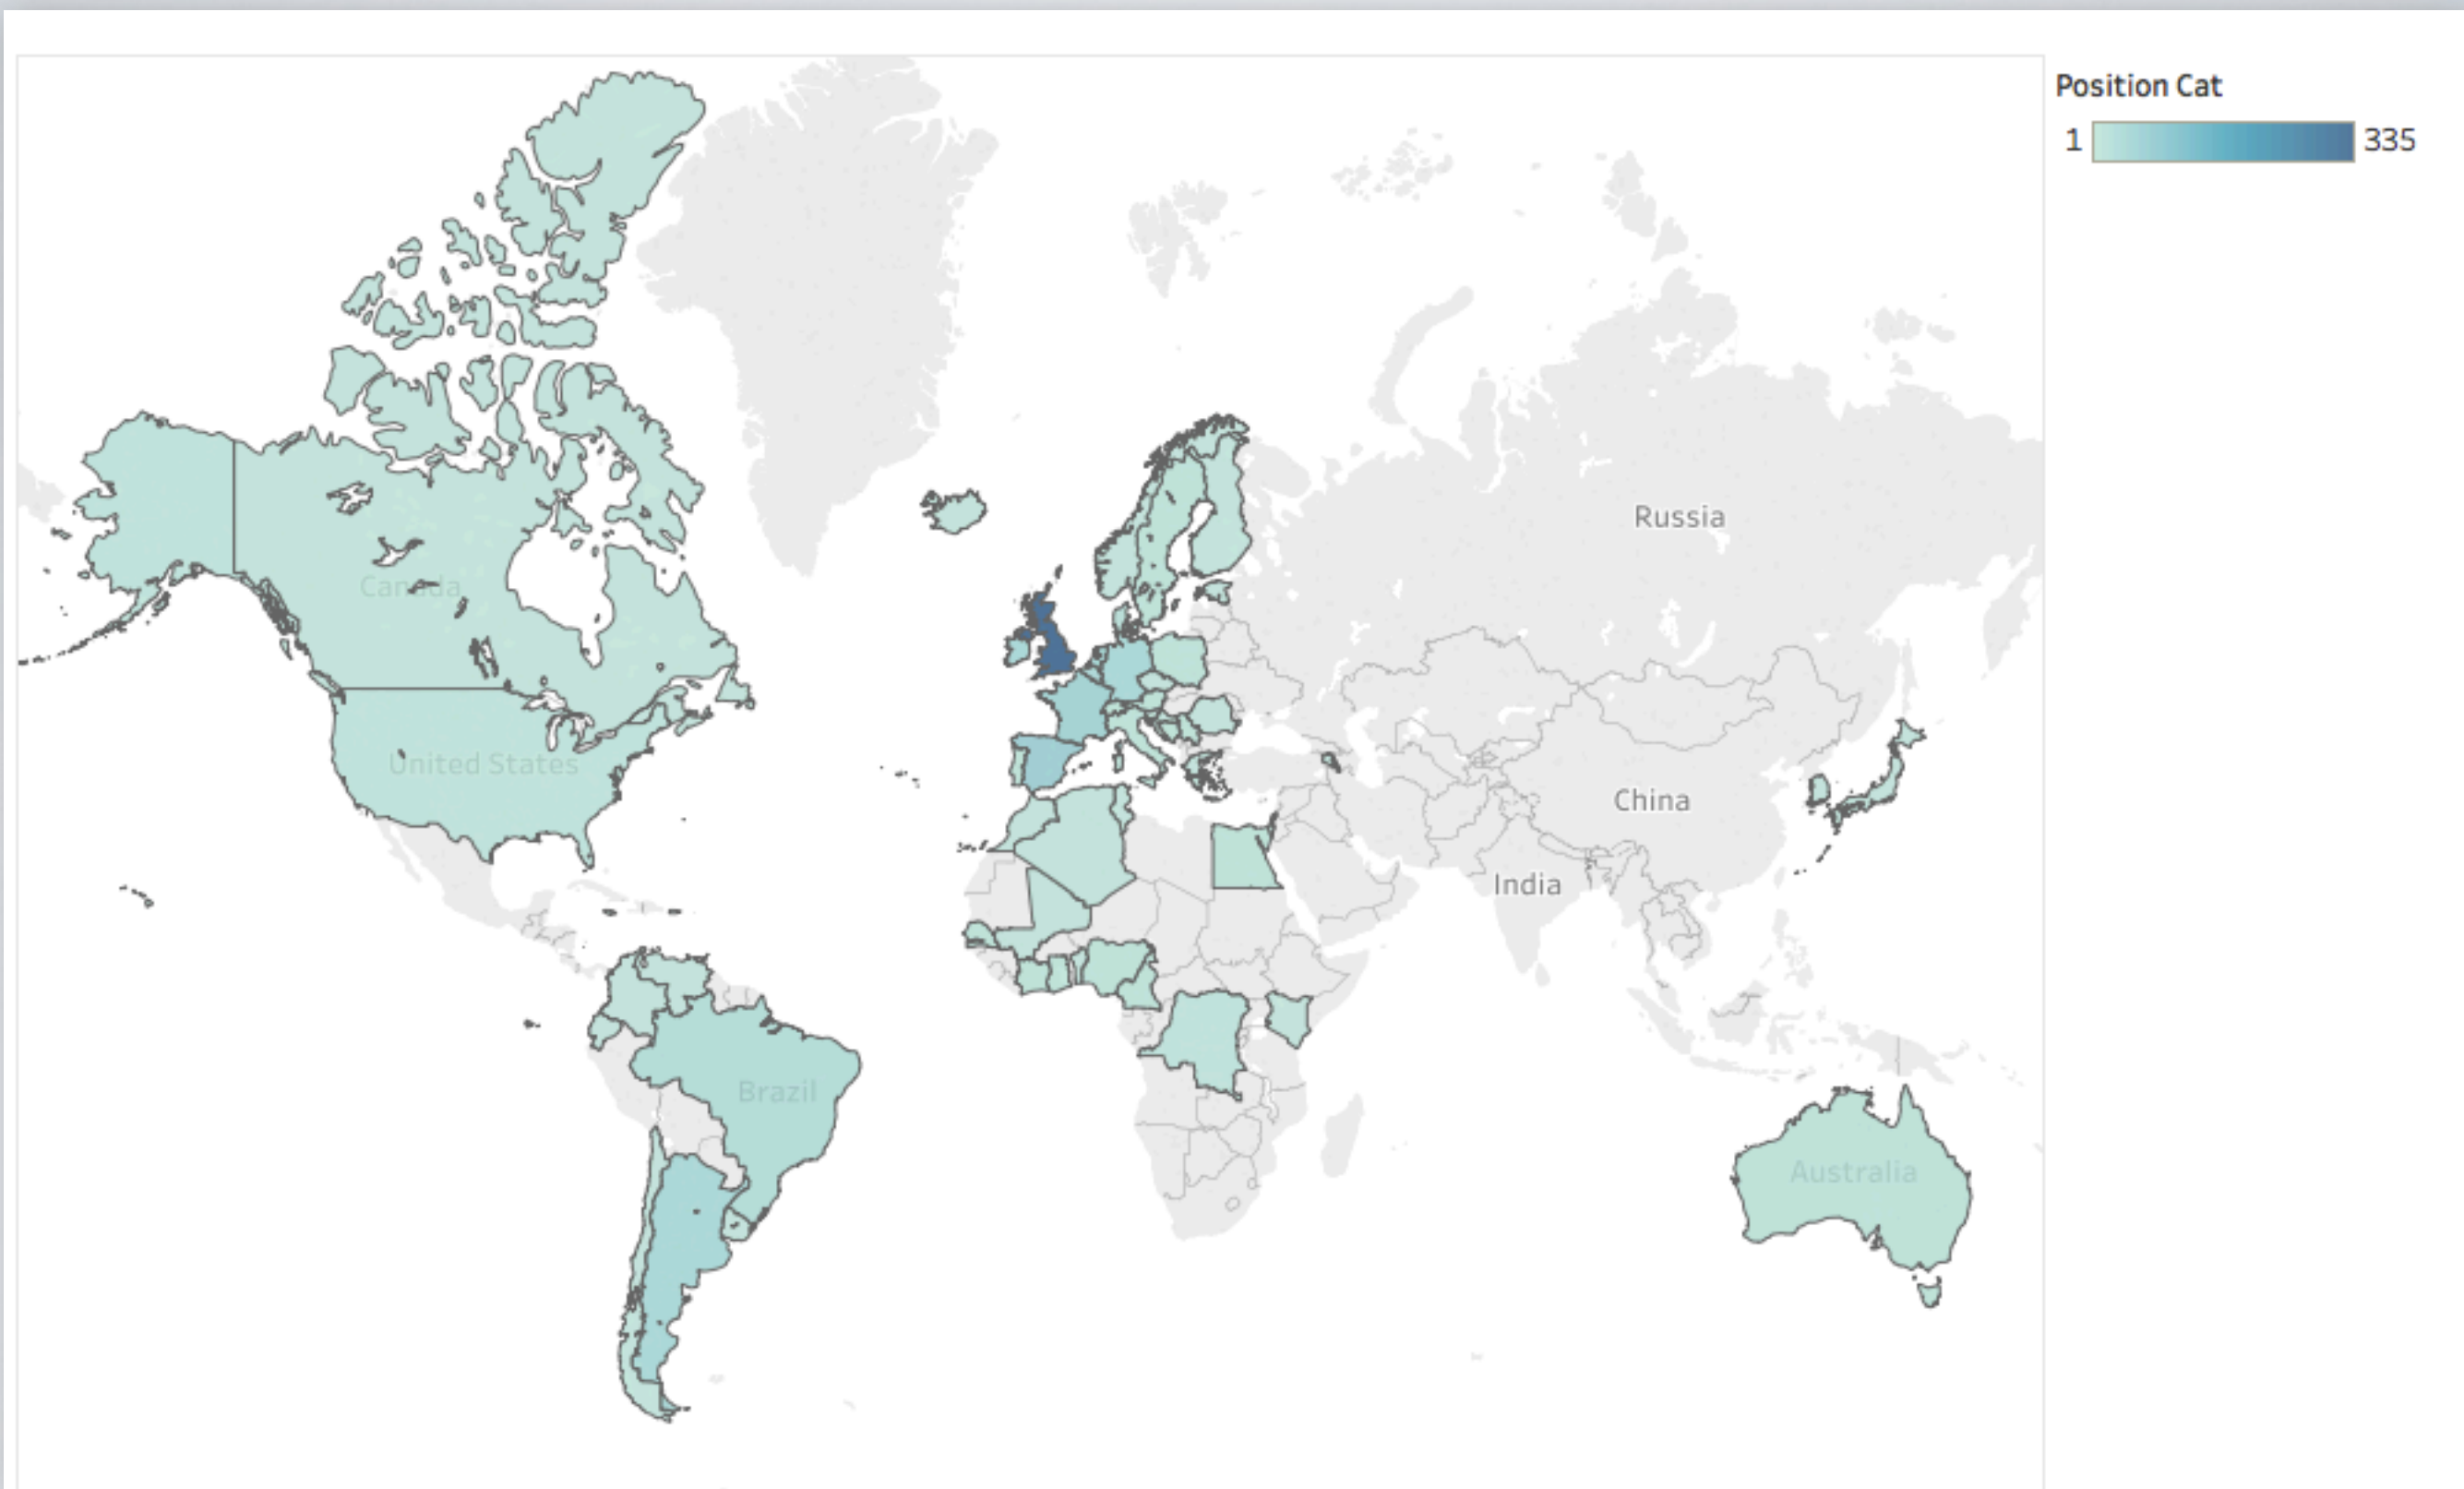 Position Cat
1 335
Russia
Canada
United States
China
India
Brazil
Australia